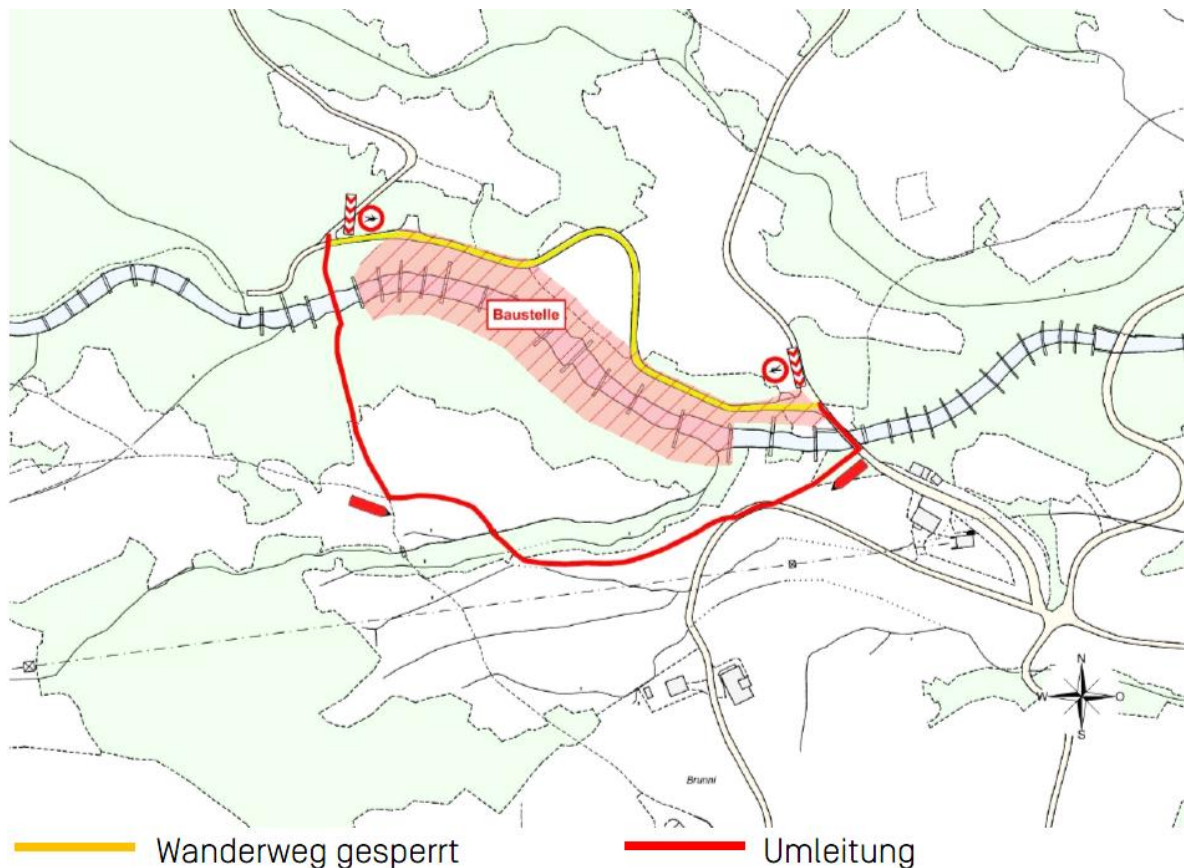 Baustelle
N
W
O
S
Brunni
Wanderweg gesperrt
Umleitung